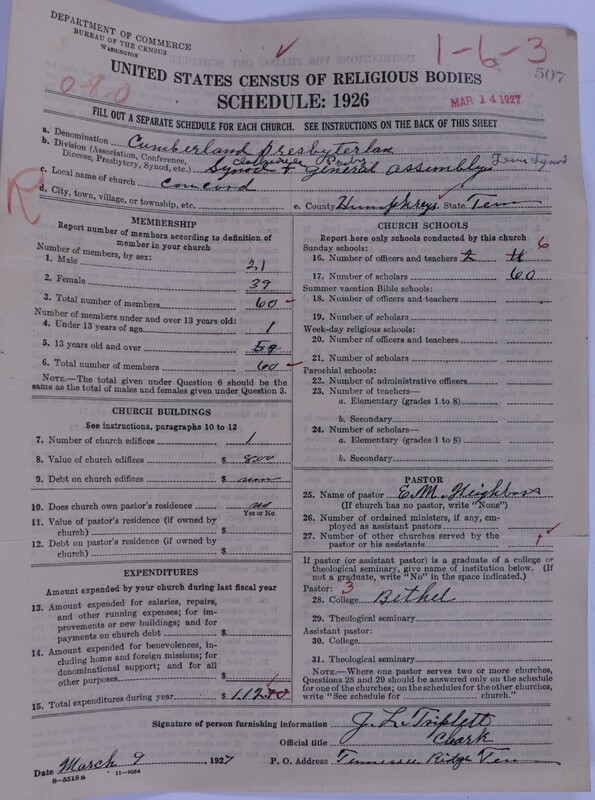 DEPARTMENT OF COMMERCE
BUREAU OF THE CENSUS
WASHINGTON
1-6-3
507
0-8-0
UNITED STATES CENSUS OF RELIGIOUS BODIES
SCHEDULE: 1926
MAR 14 1927
FILL OUT A SEPARATE SCHEDULE FOR EACH CHURCH. SEE INSTRUCTIONS ON THE BACK OF THIS SHEET
a. Denomination Cumberland Presbyterian
b. Division (Association, Conference, Diocese, Presbytery, Synod, etc.) Synod & General Assembly Tenn Synod
c. Local name of church Concord
d. City, town, village, or township, etc.
e. County Humphreys State Ten
R
MEMBERSHIP
Report number of members according to definition of
member in your church
Number of members, by sex:
1. Male 21
2. Female 39
3. Total number of members 60
Number of members under and over 13 years old:
4. Under 13 years of age 1
5. 13 years old and over 59
6. Total number of members 60
NOTE.—The total given under Question 6 should be the
same as the total of males and females given under Question 3.
CHURCH BUILDINGS
See instructions, paragraphs 10 to 12
7. Number of church edifices 1
8. Value of church edifices $ 800
9. Debt on church edifices $
10. Does church own pastor's residence? no
Yes or No
11. Value of pastor's residence (if owned by
church) $
12. Debt on pastor's residence (if owned by
church) $
EXPENDITURES
Amount expended by your church during last fiscal year
13. Amount expended for salaries, repairs,
and other running expenses; for im-
provements or new buildings; and for
payments on church debt $
14. Amount expended for benevolences, in-
cluding home and foreign missions; for
denominational support; and for all
other purposes $
15. Total expenditures during year $
CHURCH SCHOOLS
Report here only schools conducted by this church
Sunday schools: 6
16. Number of officers and teachers
17. Number of scholars 60
Summer vacation Bible schools:
18. Number of officers and teachers
19. Number of scholars
Week-day religious schools:
20. Number of officers and teachers
21. Number of scholars
Parochial schools:
22. Number of administrative officers
23. Number of teachers—
a. Elementary (grades 1 to 8)
b. Secondary
24. Number of scholars—
a. Elementary (grades 1 to 8)
b. Secondary
PASTOR
25. Name of pastor E.M. Neighbors
(If church has no pastor, write "None")
26. Number of ordained ministers, if any, em-
ployed as assistant pastors
27. Number of other churches served by the
pastor or his assistants
If pastor (or assistant pastor) is a graduate of a college or
theological seminary, give name of institution below. (If
not a graduate, write "No" in the space indicated.)
Pastor: 3
28. College Bethel
29. Theological seminary
Assistant pastor:
30. College
31. Theological seminary
NOTE.—Where one pastor serves two or more churches,
Questions 28 and 29 should be answered only on the schedule
for one of the churches; on the schedules for the other churches,
write "See schedule for church."
Signature of person furnishing information J. L. Triplett
Official title Clerk
Date March 9, 1927 P. O. Address Tennessee Ridge Ten
8-5518a 11-9034